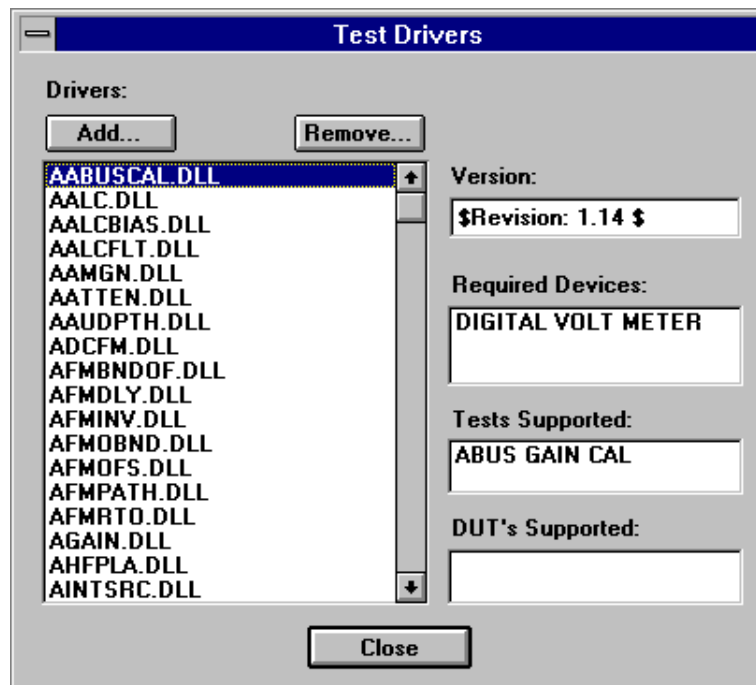 Test Drivers
Drivers:
Add...
Remove...
AABUSCAL.DLL
AALC.DLL
AALCBIAS.DLL
AALCFLT.DLL
AAMGN.DLL
AATTEN.DLL
AAUDPTH.DLL
ADCFM.DLL
AFMBNDOF.DLL
AFMDLY.DLL
AFMINV.DLL
AFMOBND.DLL
AFMOFS.DLL
AFMPATH.DLL
AFMRTO.DLL
AGAIN.DLL
AHFPLA.DLL
AINTSRC.DLL
Version:
$Revision: 1.14 $
Required Devices:
DIGITAL VOLT METER
Tests Supported:
ABUS GAIN CAL
DUT's Supported:
Close